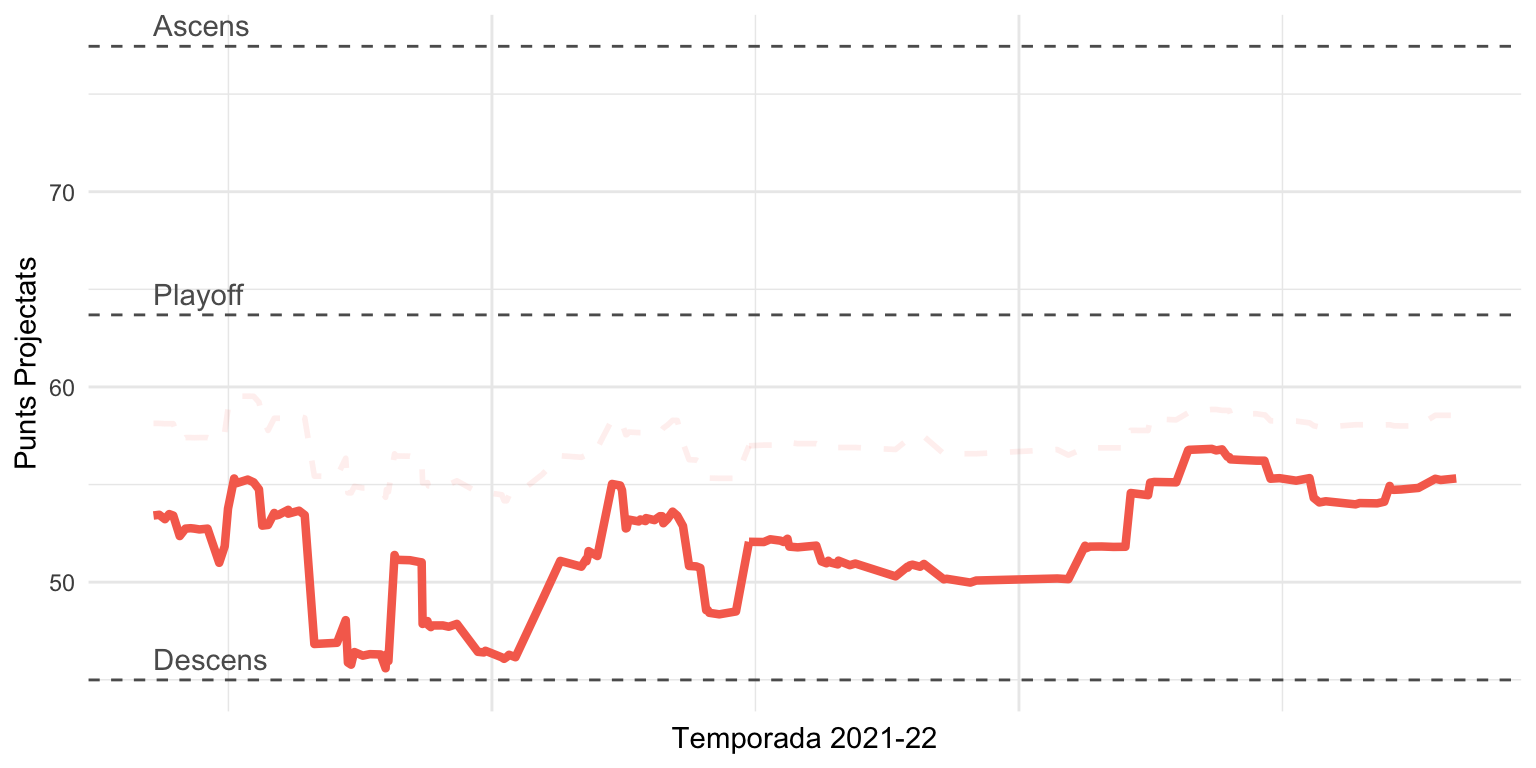 Ascens
70
Playoff
60
50
Descens
Punts Projectats
Temporada 2021-22